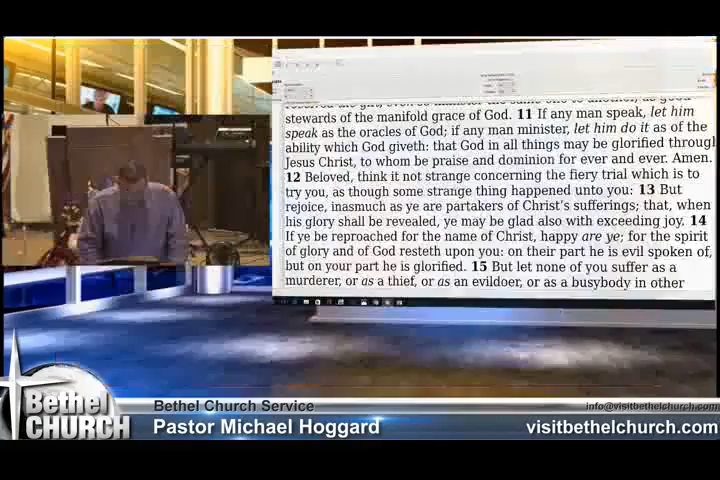 stewards of the manifold grace of God. 11 If any man speak, let him
speak as the oracles of God; if any man minister, let him do it as of the
ability which God giveth: that God in all things may be glorified through
Jesus Christ, to whom be praise and dominion for ever and ever. Amen.
12 Beloved, think it not strange concerning the fiery trial which is to
try you, as though some strange thing happened unto you: 13 But
rejoice, inasmuch as ye are partakers of Christ's sufferings; that, when
his glory shall be revealed, ye may be glad also with exceeding joy. 14
If ye be reproached for the name of Christ, happy are ye; for the spirit
of glory and of God resteth upon you: on their part he is evil spoken of,
but on your part he is glorified. 15 But let none of you suffer as a
murderer, or as a thief, or as an evildoer, or as a busybody in other
Bethel
CHURCH
Bethel Church Service
info@visitbethelchurch.com
Pastor Michael Hoggard
visitbethelchurch.com